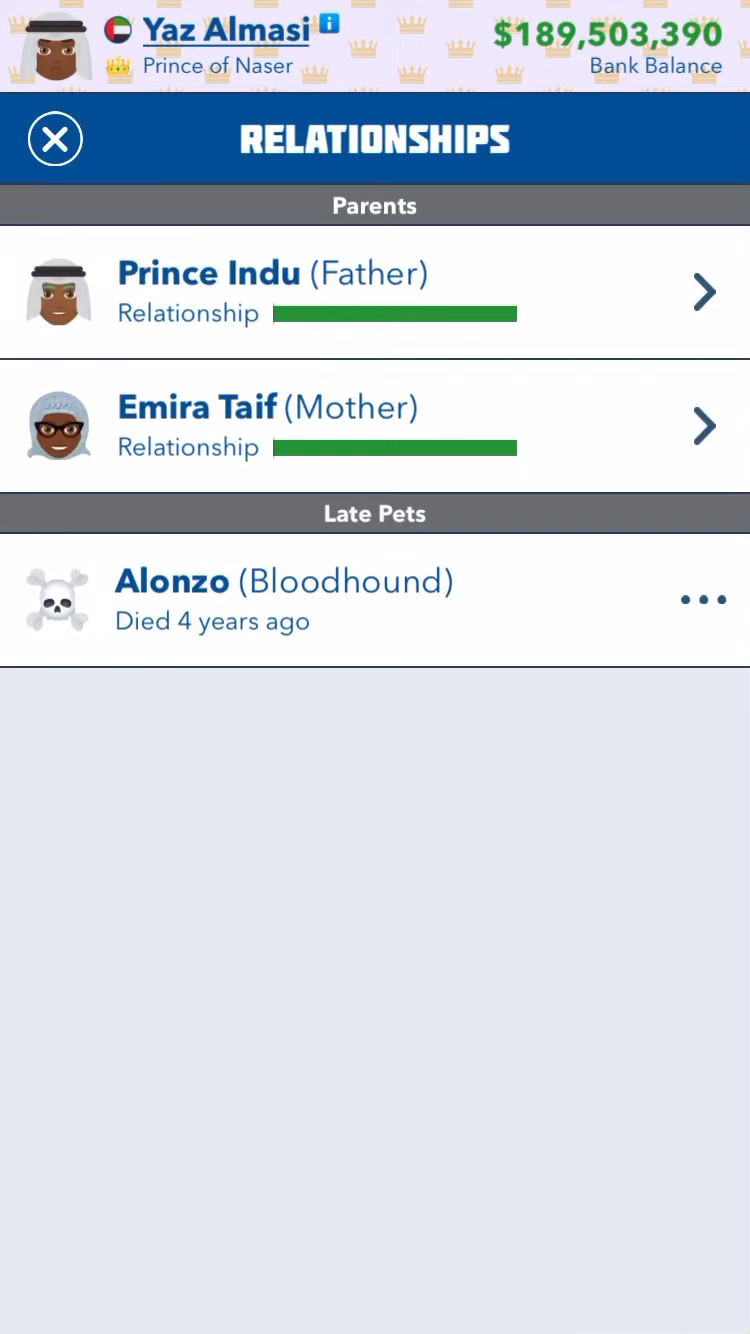 Yaz Almasi i
Prince of Naser
$189,503,390
Bank Balance
RELATIONSHIPS
Parents
Prince Indu (Father)
Relationship
Emira Taif (Mother)
Relationship
Late Pets
Alonzo (Bloodhound)
Died 4 years ago